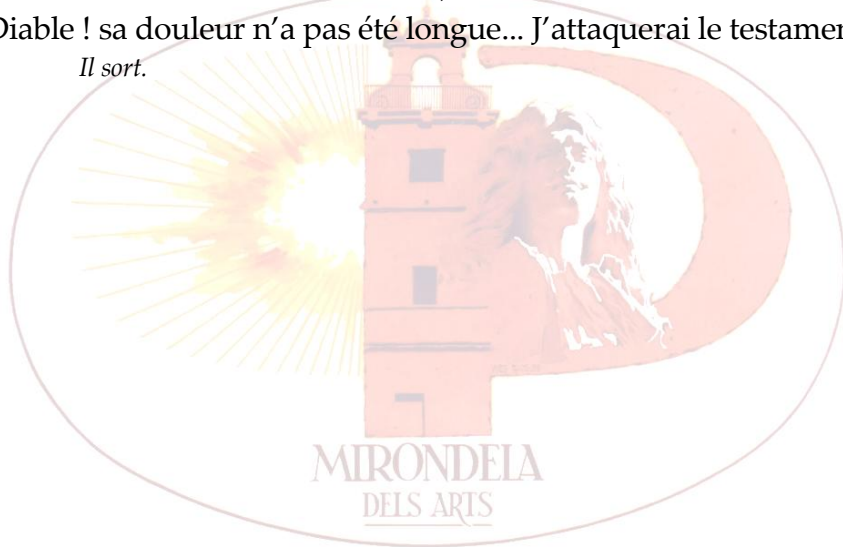 Diable ! sa douleur n’a pas été longue... J’attaquerai le testamen
Il sort.
MIRONDELA
DELS ARTS